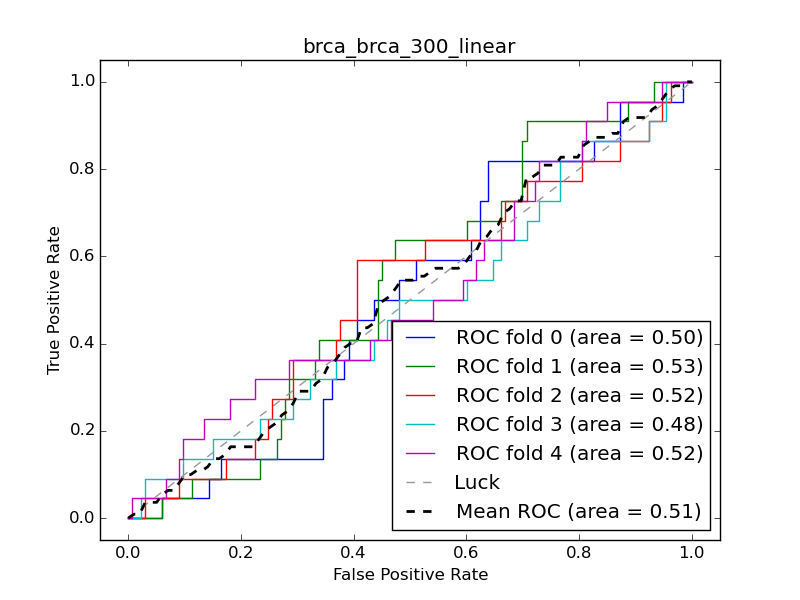 brca_brca_300_linear
True Positive Rate
1.0
0.8
0.6
0.4
0.2
0.0
ROC fold 0 (area = 0.50)
ROC fold 1 (area = 0.53)
ROC fold 2 (area = 0.52)
ROC fold 3 (area = 0.48)
ROC fold 4 (area = 0.52)
Luck
Mean ROC (area = 0.51)
0.0 0.2 0.4 0.6 0.8 1.0
False Positive Rate